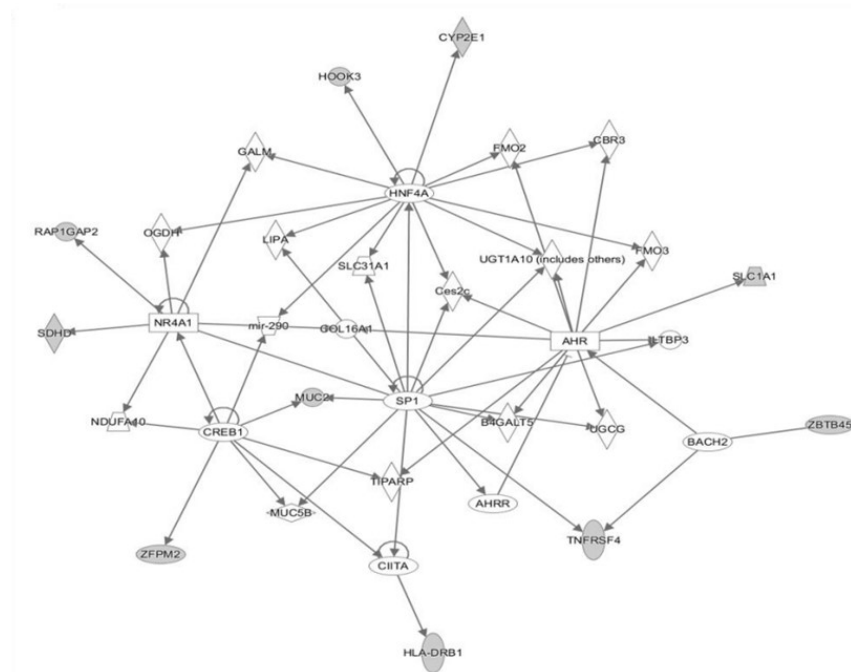 CYP2E1
HOOK3
CBR3
FMO2
GALM
HNF4A
RAP1GAP2
OGDH
LIPA
FMO3
UGT1A10 (includes others)
SLC31A1
SLC1A1
Ces2c
NR4A1
mir-290
COL16A1
SDHD
AHR
LTBP3
MUC2
SP1
NDUFA10
CREB1
B4GALT5
UGCG
BACH2
ZBTB45
TIPARP
AHRR
MUC5B
TNFRSF4
ZFPM2
CIITA
HLA-DRB1